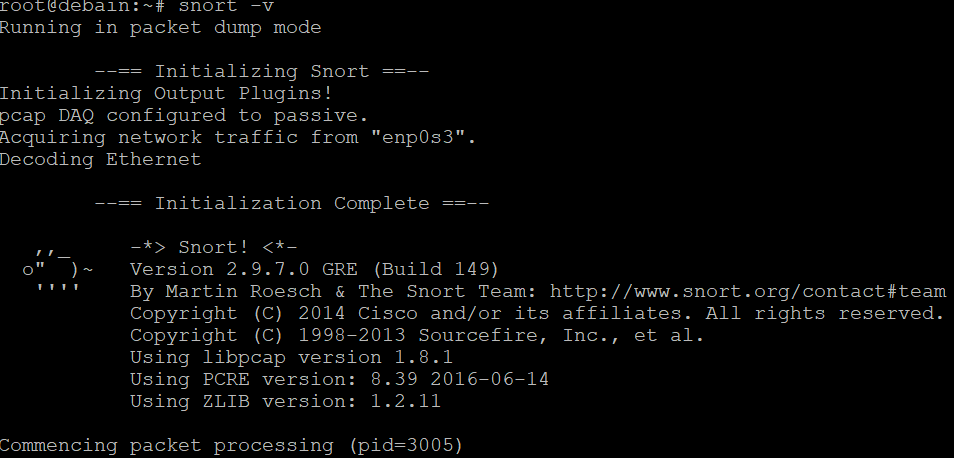 root@debain:~# snort -v
Running in packet dump mode
--== Initializing Snort ==--
Initializing Output Plugins!
pcap DAQ configured to passive.
Acquiring network traffic from "enp0s3".
Decoding Ethernet
--== Initialization Complete ==--
,,_     -*> Snort! <*-
o"  )~   Version 2.9.7.0 GRE (Build 149)
''''    By Martin Roesch & The Snort Team: http://www.snort.org/contact#team
Copyright (C) 2014 Cisco and/or its affiliates. All rights reserved.
Copyright (C) 1998-2013 Sourcefire, Inc., et al.
Using libpcap version 1.8.1
Using PCRE version: 8.39 2016-06-14
Using ZLIB version: 1.2.11
Commencing packet processing (pid=3005)